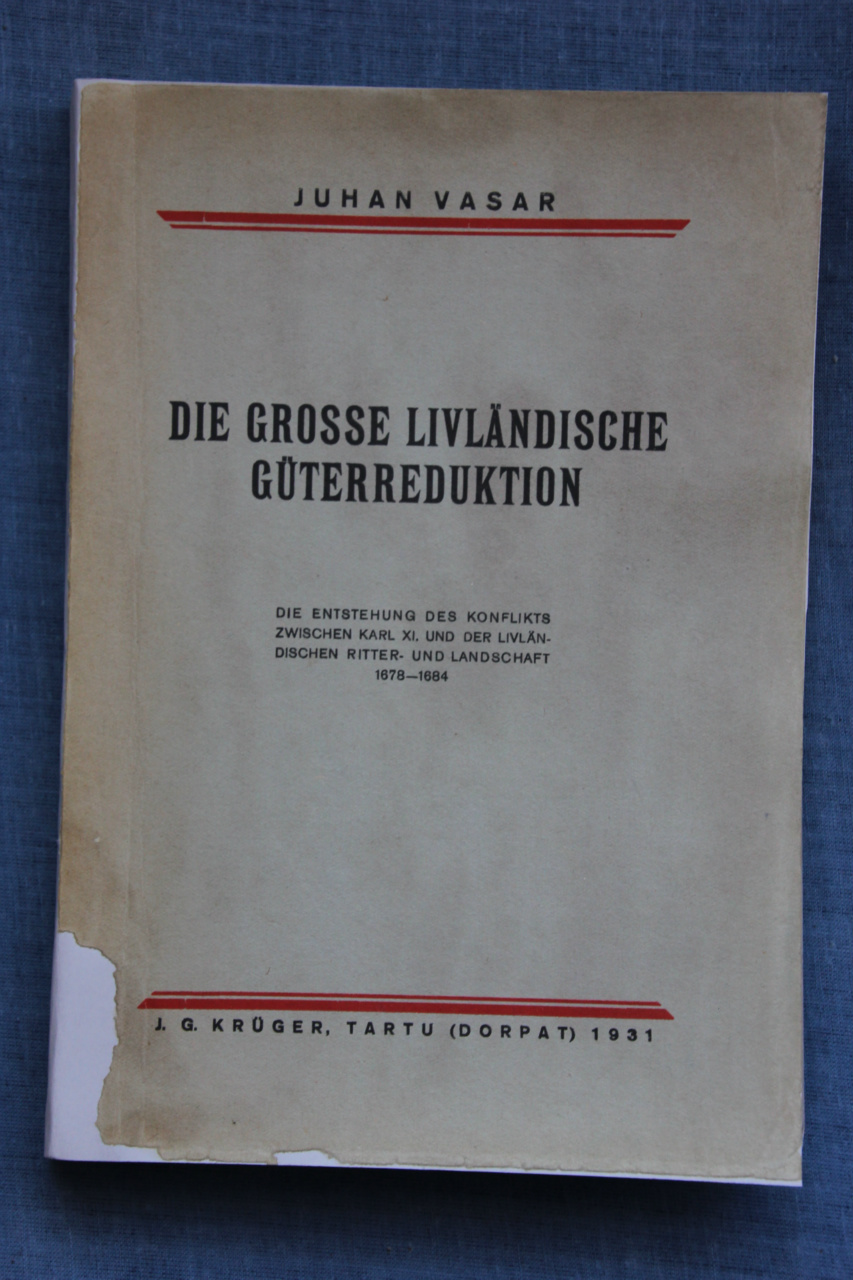 JUHAN VASAR
DIE GROSSE LIVLÄNDISCHE
GÜTERREDUKTION
DIE ENTSTEHUNG DES KONFLIKTS
ZWISCHEN KARL XI. UND DER LIVLÄN-
DISCHEN RITTER- UND LANDSCHAFT
1678—1684
J. G. KRÜGER, TARTU (DORPAT) 1931